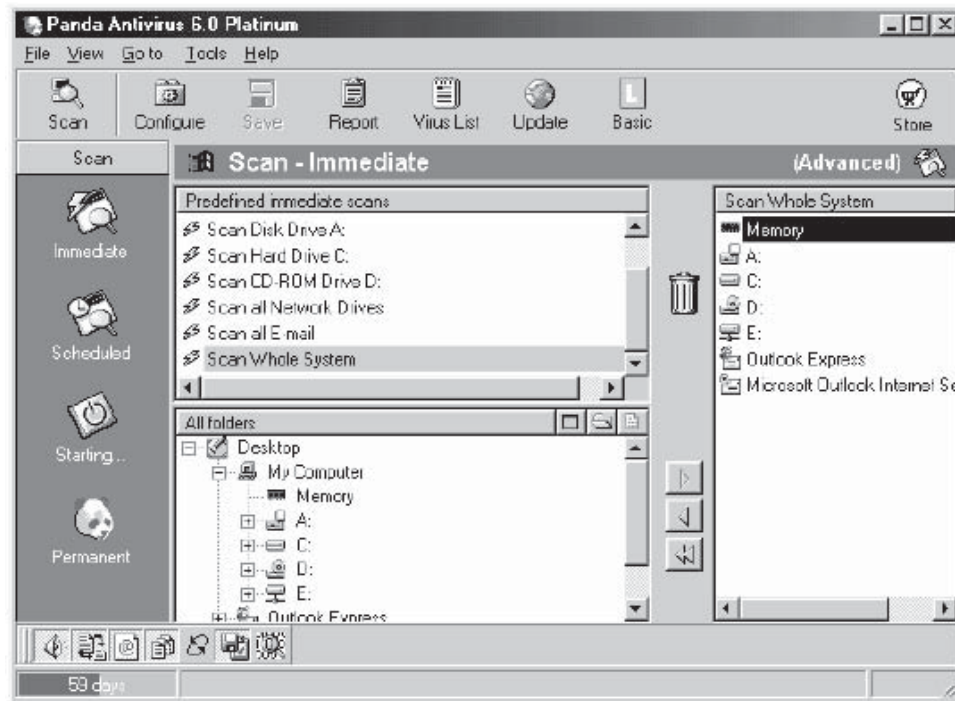 Panda Antivirus 6.0 Platinum
File View Go to Tools Help
Scan Configure Save Report Virus List Update Basic Store
Scan
Scan - Immediate (Advanced)
Immediate
Scheduled
Starting...
Permanent
Predefined immediate scans
Scan Disk Drive A:
Scan Hard Drive C:
Scan CD-ROM Drive D:
Scan all Network Drives
Scan all E-mail
Scan Whole System
All folders
Desktop
My Computer
Memory
A:
C:
D:
E:
Outlook Express
Scan Whole System
Memory
A:
C:
D:
E:
Outlook Express
Microsoft Outlook Internet Se
59 days